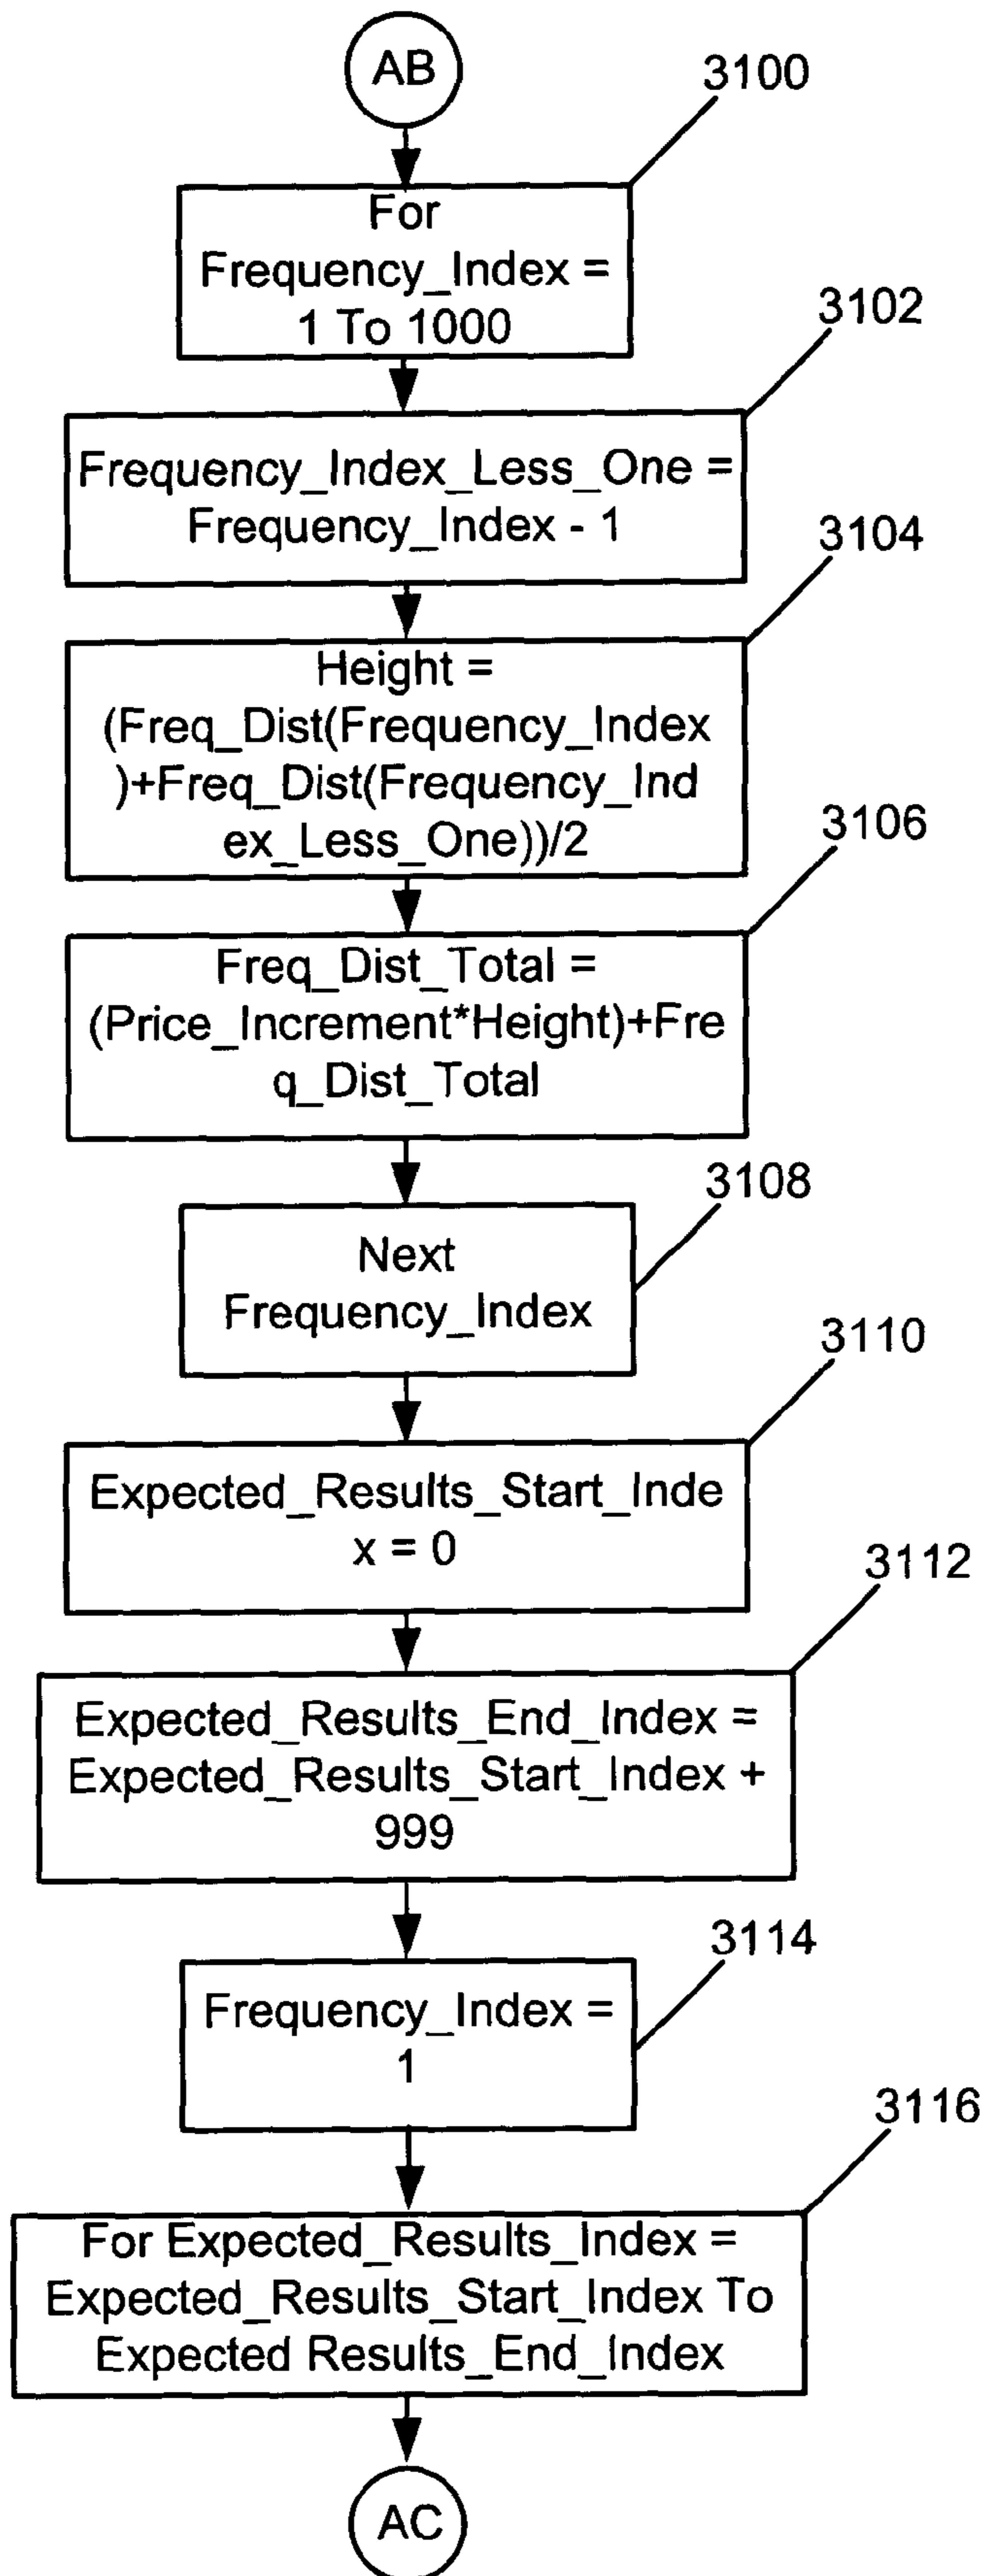 AB
3100
For
Frequency_Index =
1 To 1000
3102
Frequency_Index_Less_One =
Frequency_Index - 1
3104
Height =
(Freq_Dist(Frequency_Index
)+Freq_Dist(Frequency_Ind
ex_Less_One))/2
3106
Freq_Dist_Total =
(Price_Increment*Height)+Fre
q_Dist_Total
3108
Next
Frequency_Index
3110
Expected_Results_Start_Inde
x = 0
3112
Expected_Results_End_Index =
Expected_Results_Start_Index +
999
3114
Frequency_Index =
1
3116
For Expected_Results_Index =
Expected_Results_Start_Index To
Expected Results_End_Index
AC